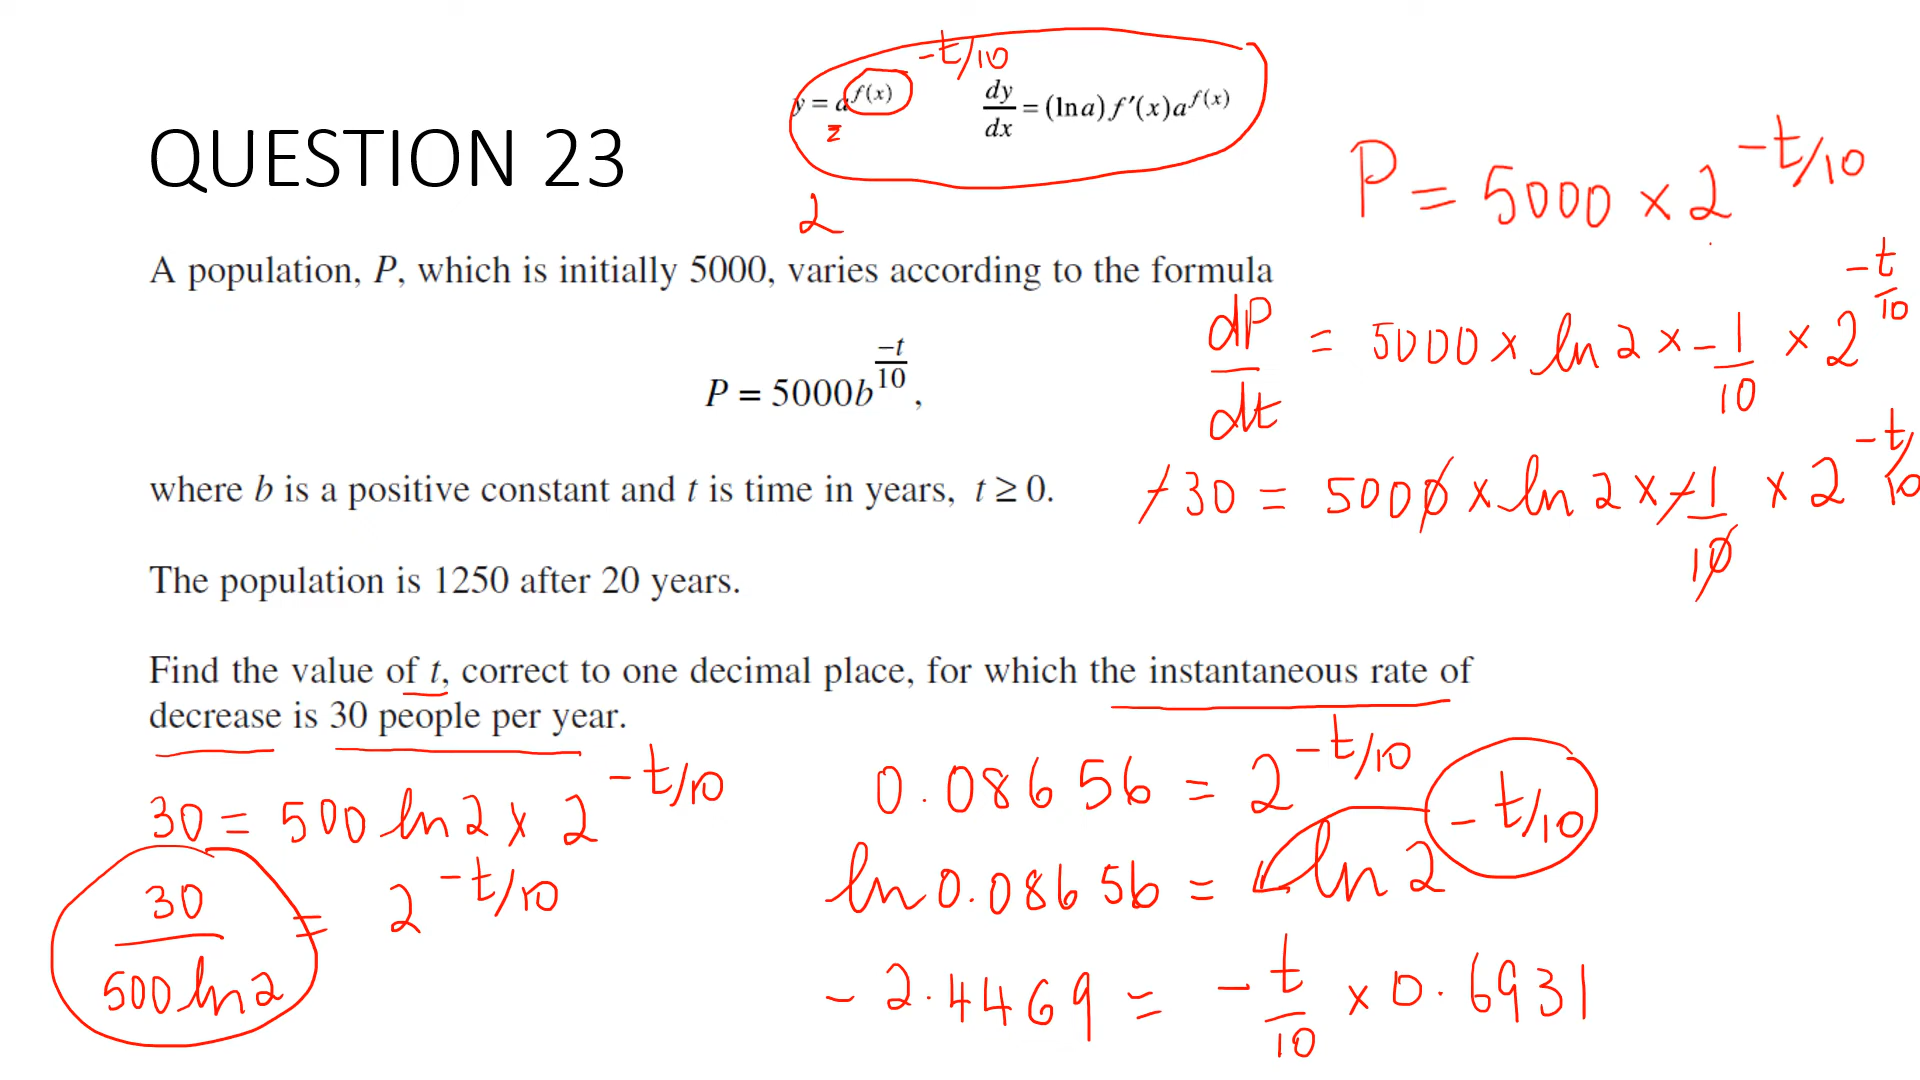 QUESTION 23
y = a^f(x)
-t/10
2
dy/dx = (ln a) f'(x) a^f(x)
2
P = 5000 × 2^-t/10
A population, P, which is initially 5000, varies according to the formula
P = 5000b^(-t/10),
dP/dt = 5000 × ln 2 × -1/10 × 2^-t/10
where b is a positive constant and t is time in years, t ≥ 0.
-30 = 5000 × ln 2 × -1/10 × 2^-t/10
The population is 1250 after 20 years.
Find the value of t, correct to one decimal place, for which the instantaneous rate of
decrease is 30 people per year.
30 = 500 ln 2 × 2^-t/10
30/500 ln 2 = 2^-t/10
0.08656 = 2^-t/10
ln 0.08656 = ln 2^-t/10
-2.4469 = -t/10 × 0.6931